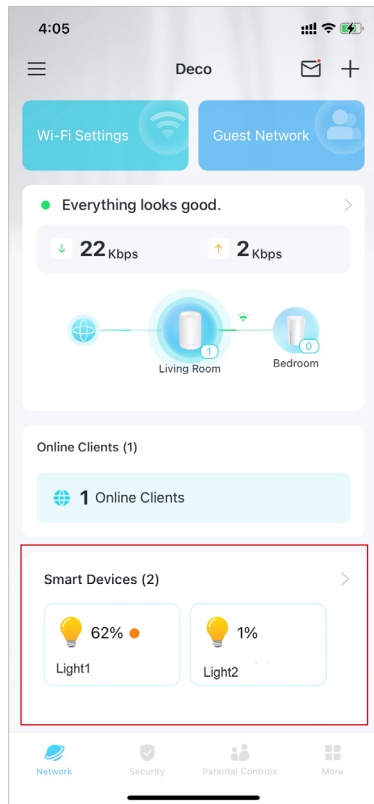 4:05
Deco
Wi-Fi Settings
Guest Network
Everything looks good.
22 Kbps
2 Kbps
1
0
Living Room
Bedroom
Online Clients (1)
1 Online Clients
Smart Devices (2)
62%
1%
Light1
Light2
Network
Security
Parental Controls
More